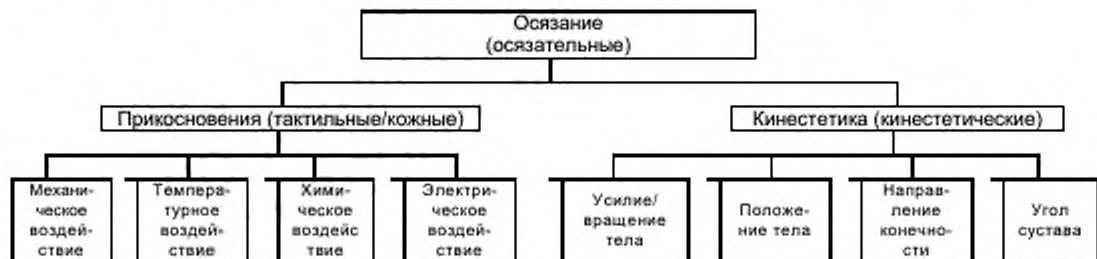 Осязание
(осязательные)
Прикосновения (тактильные/кожные)
Кинестетика (кинестетические)
Механи-
ческое
воздей-
ствие
Темпера-
турное
воздей-
ствие
Хими-
ческое
воздейс
твие
Электри-
ческое
воздей-
ствие
Усилие/
вращение
тела
Положе-
ние тела
Направ-
ление
конечно-
сти
Угол
сустава